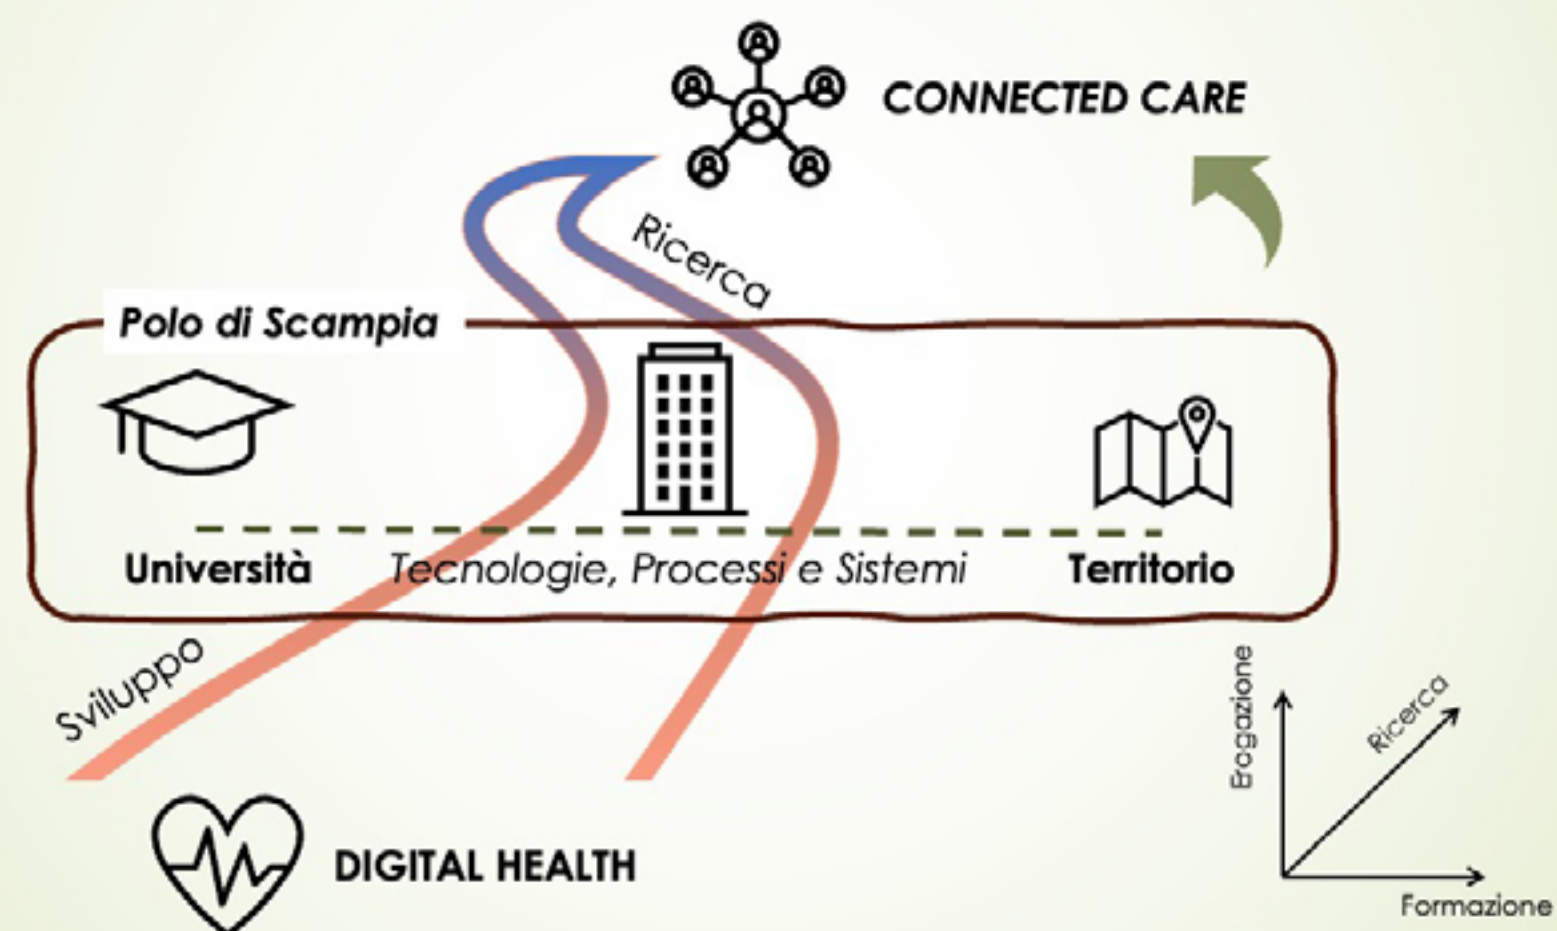 CONNECTED CARE
Ricerca
Polo di Scampia
Università
Tecnologie, Processi e Sistemi
Territorio
Sviluppo
DIGITAL HEALTH
Erogazione
Ricerca
Formazione